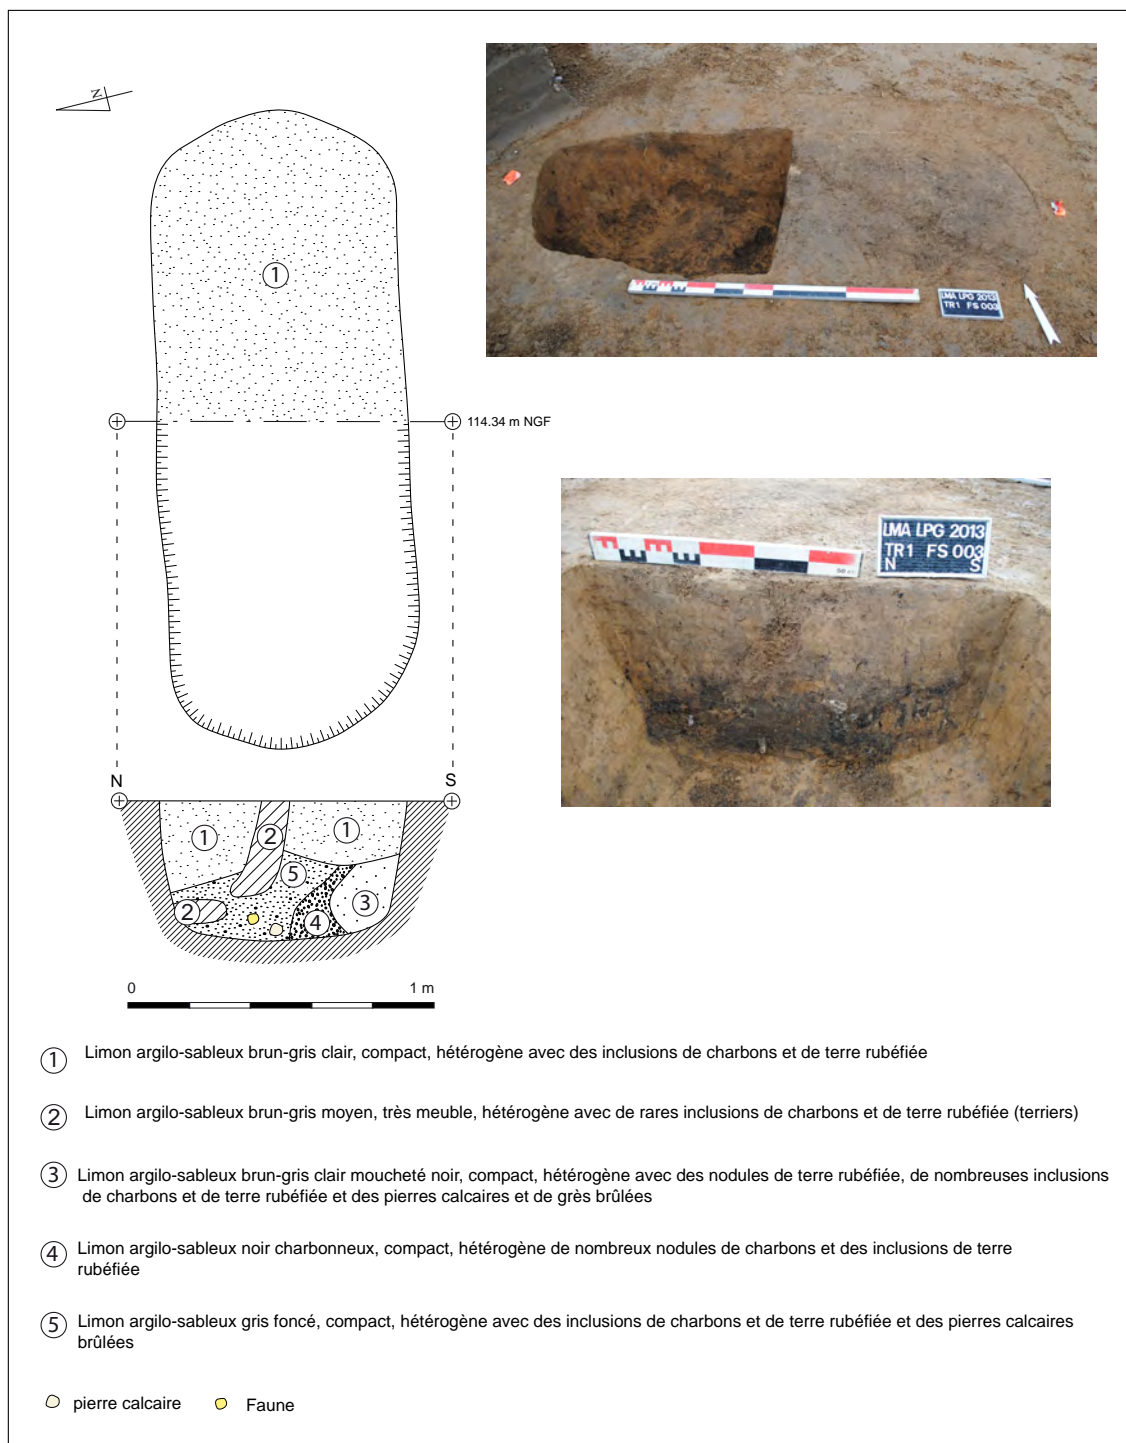 N
1
114.34 m NGF
LMA LPG 2013
TR1 FS 003
LMA LPG 2013
TR1 FS 003
N S
50 cm
N S
1 2 1
5
2 3
4
0 1 m
1 Limon argilo-sableux brun-gris clair, compact, hétérogène avec des inclusions de charbons et de terre rubéfiée
2 Limon argilo-sableux brun-gris moyen, très meuble, hétérogène avec de rares inclusions de charbons et de terre rubéfiée (terriers)
3 Limon argilo-sableux brun-gris clair moucheté noir, compact, hétérogène avec des nodules de terre rubéfiée, de nombreuses inclusions
de charbons et de terre rubéfiée et des pierres calcaires et de grès brûlées
4 Limon argilo-sableux noir charbonneux, compact, hétérogène de nombreux nodules de charbons et des inclusions de terre
rubéfiée
5 Limon argilo-sableux gris foncé, compact, hétérogène avec des inclusions de charbons et de terre rubéfiée et des pierres calcaires
brûlées
pierre calcaire Faune